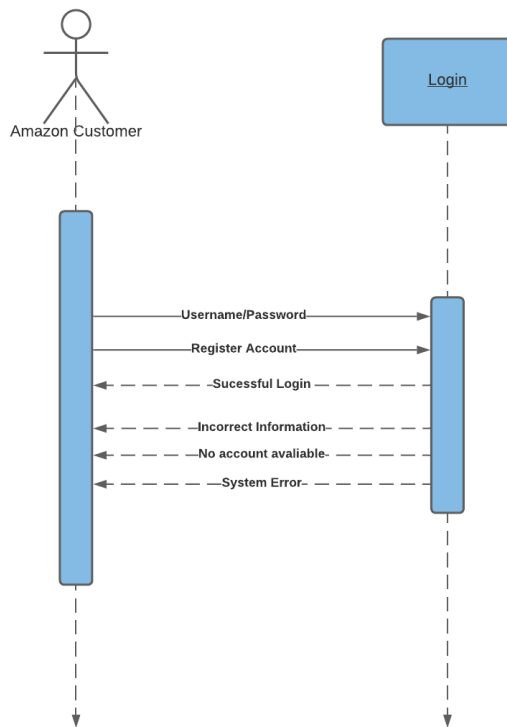 Login
Amazon Customer
Username/Password
Register Account
Sucessful Login
Incorrect Information
No account avaliable
System Error